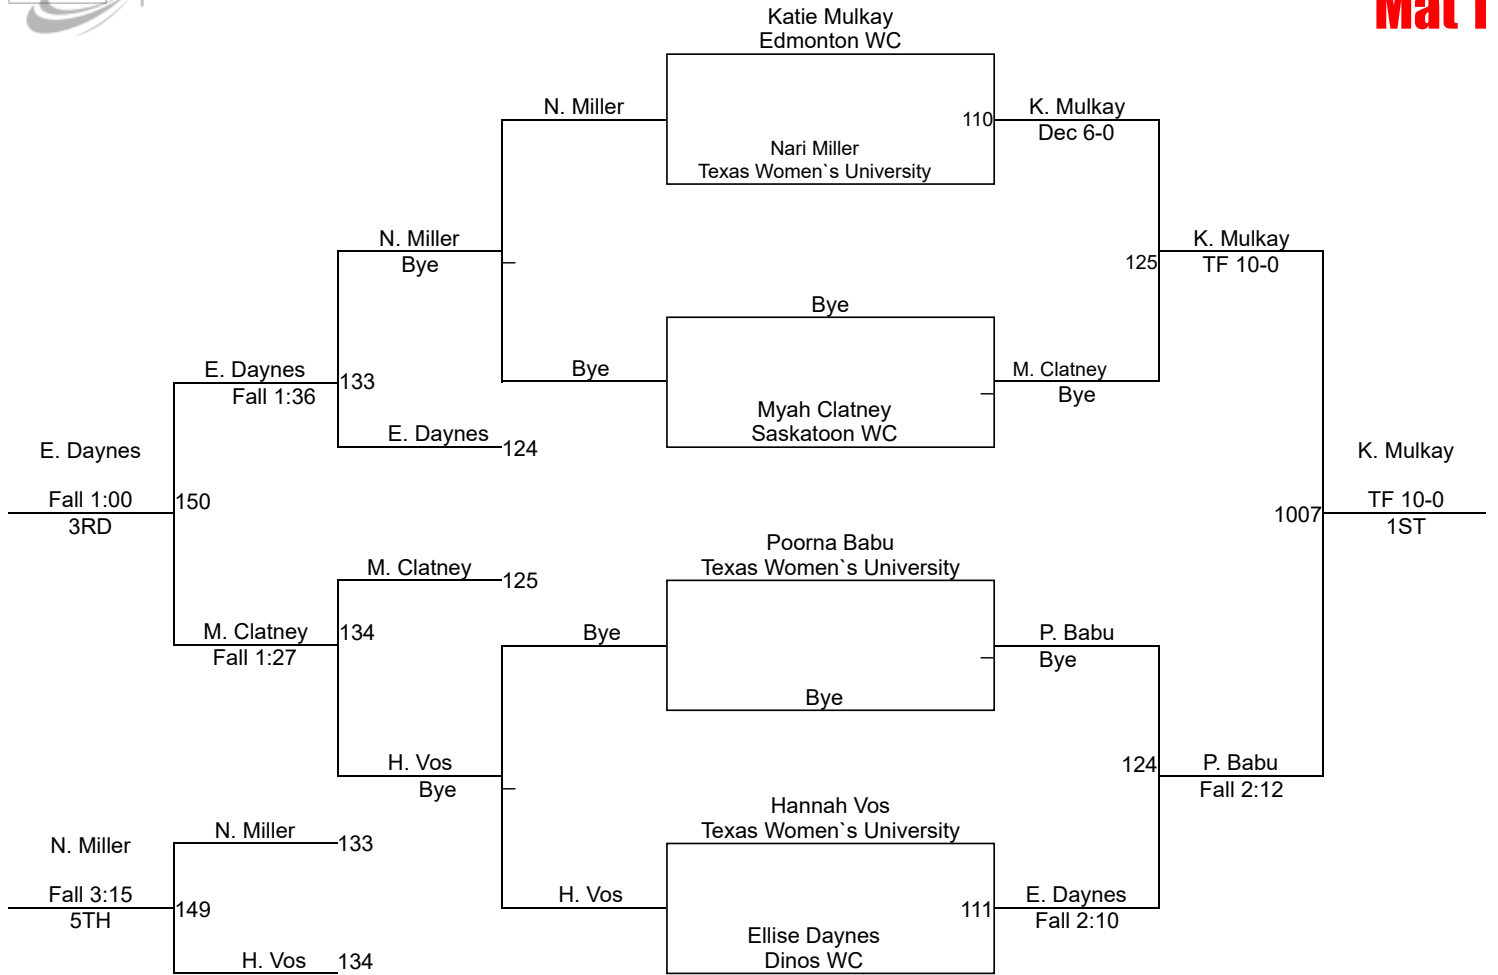 Katie Mulkay
Edmonton WC
N. Miller
110
K. Mulkay
Dec 6-0
Nari Miller
Texas Women`s University
N. Miller
Bye
K. Mulkay
125
TF 10-0
Bye
E. Daynes
133
Fall 1:36
Bye
M. Clatney
Bye
Myah Clatney
Saskatoon WC
E. Daynes
124
E. Daynes
Fall 1:00
150
3RD
K. Mulkay
TF 10-0
1007
1ST
Poorna Babu
Texas Women`s University
M. Clatney
125
M. Clatney
134
Fall 1:27
Bye
P. Babu
Bye
Bye
H. Vos
Bye
124
P. Babu
Fall 2:12
Hannah Vos
Texas Women`s University
N. Miller
133
N. Miller
Fall 3:15
149
5TH
H. Vos
111
E. Daynes
Fall 2:10
Ellise Daynes
Dinos WC
H. Vos
134
Mat